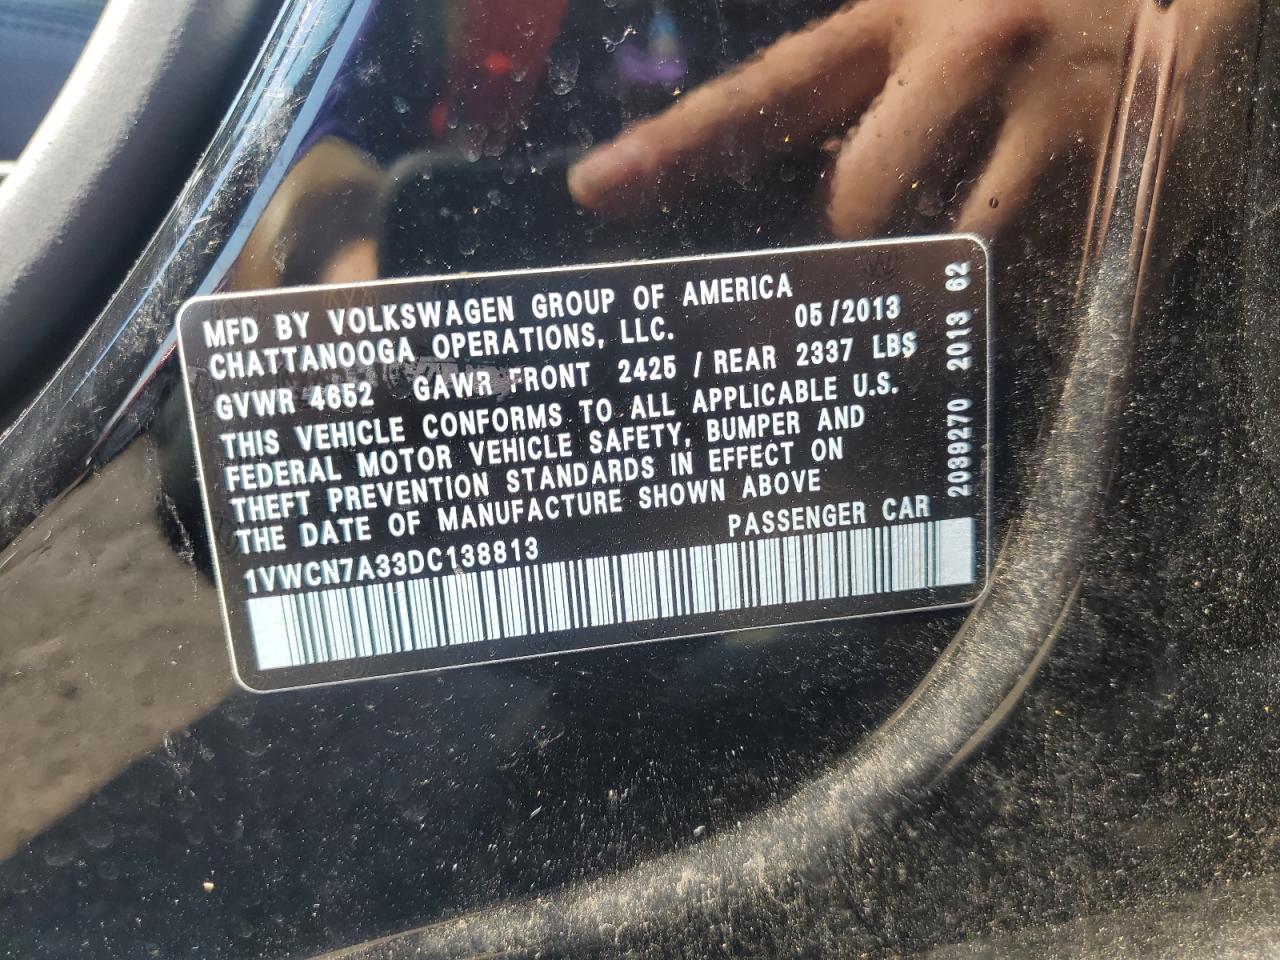 MFD BY VOLKSWAGEN GROUP OF AMERICA
CHATTANOOGA OPERATIONS, LLC. 05/2013
GVWR 4652 GAWR FRONT 2425 / REAR 2337 LBS
THIS VEHICLE CONFORMS TO ALL APPLICABLE U.S.
FEDERAL MOTOR VEHICLE SAFETY, BUMPER AND
THEFT PREVENTION STANDARDS IN EFFECT ON
THE DATE OF MANUFACTURE SHOWN ABOVE
1VWCN7A33DC138813 PASSENGER CAR
2039270 2013 62